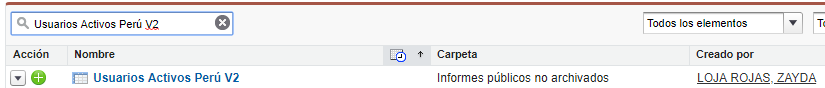 Usuarios Activos Perú V2 Todos los elementos
Acción Nombre Carpeta Creado por
Usuarios Activos Perú V2 Informes públicos no archivados LOJA ROJAS, ZAYDA